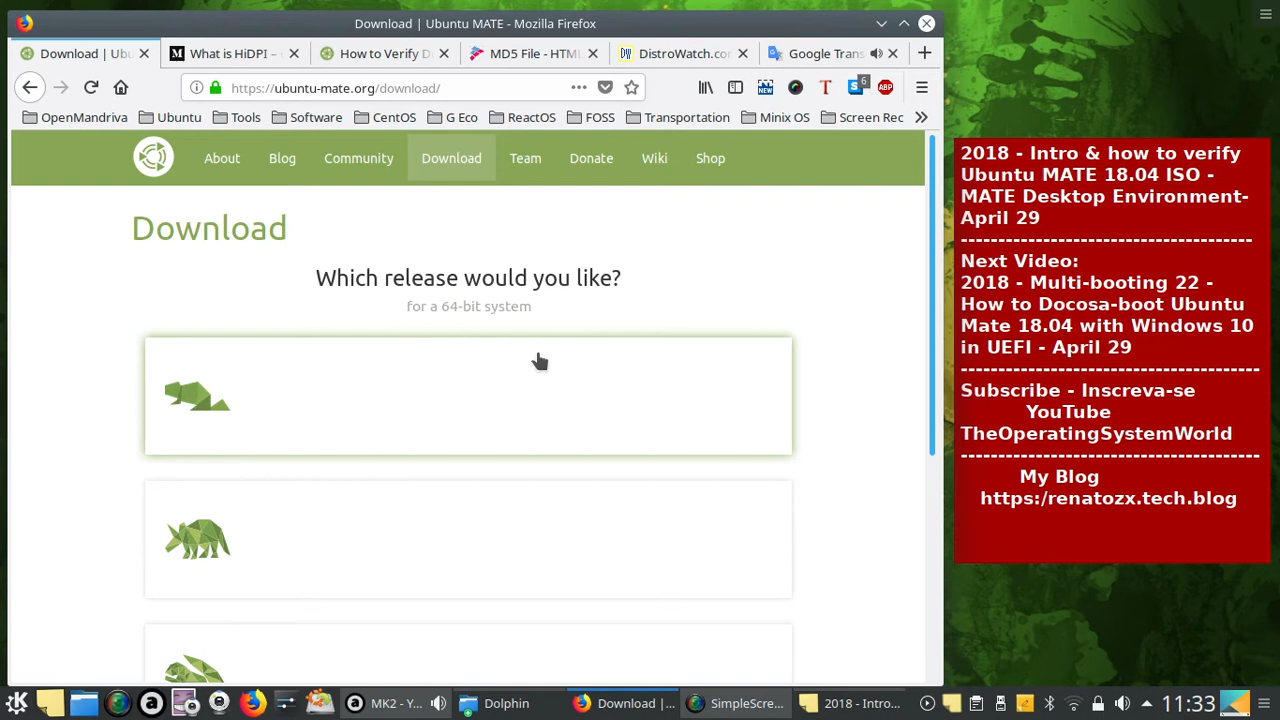 Download | Ubuntu MATE - Mozilla Firefox
Download | Ubu
What is HiDPI –
How to Verify D
MD5 File - HTML
DistroWatch.co
Google Trans
https://ubuntu-mate.org/download/
6
T
ABP
OpenMandriva
Ubuntu
Tools
Software
CentOS
G Eco
ReactOS
FOSS
Transportation
Minix OS
Screen Rec
About
Blog
Community
Download
Team
Donate
Wiki
Shop
Download
Which release would you like?
for a 64-bit system
2018 - Intro & how to verify
Ubuntu MATE 18.04 ISO -
MATE Desktop Environment-
April 29
---------------------------------------
Next Video:
2018 - Multi-booting 22 -
How to Docosa-boot Ubuntu
Mate 18.04 with Windows 10
in UEFI - April 29
----------------------------------------
Subscribe - Inscreva-se
YouTube
TheOperatingSystemWorld
----------------------------------------
My Blog
https:/renatozx.tech.blog
MK2 - Y...
Dolphin
Download |...
SimpleScre...
2018 - Intro...
11:33